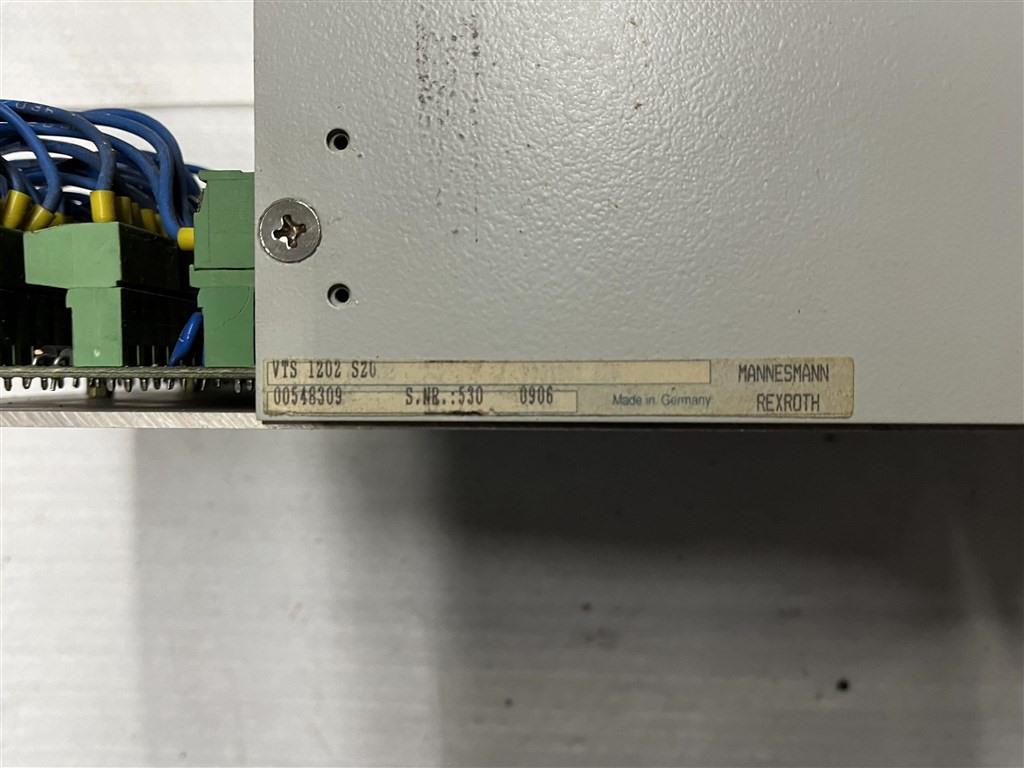 VTS 1202 S20
MANNESMANN
00548309 S.NR.:530 0906 Made in Germany
REXROTH